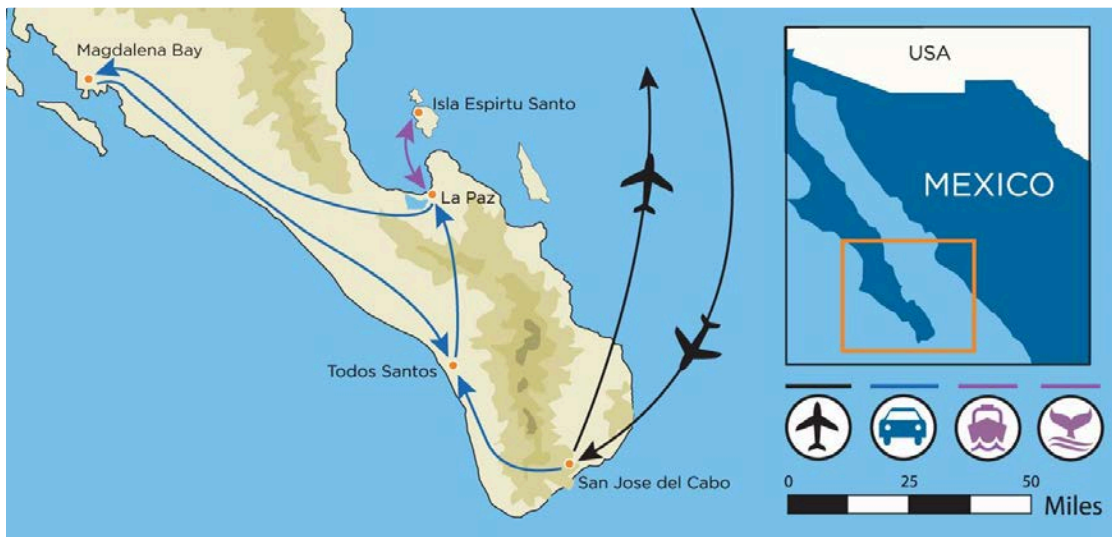 Magdalena Bay
Isla Espirtu Santo
La Paz
Todos Santos
San Jose del Cabo
USA
MEXICO
0 25 50
Miles